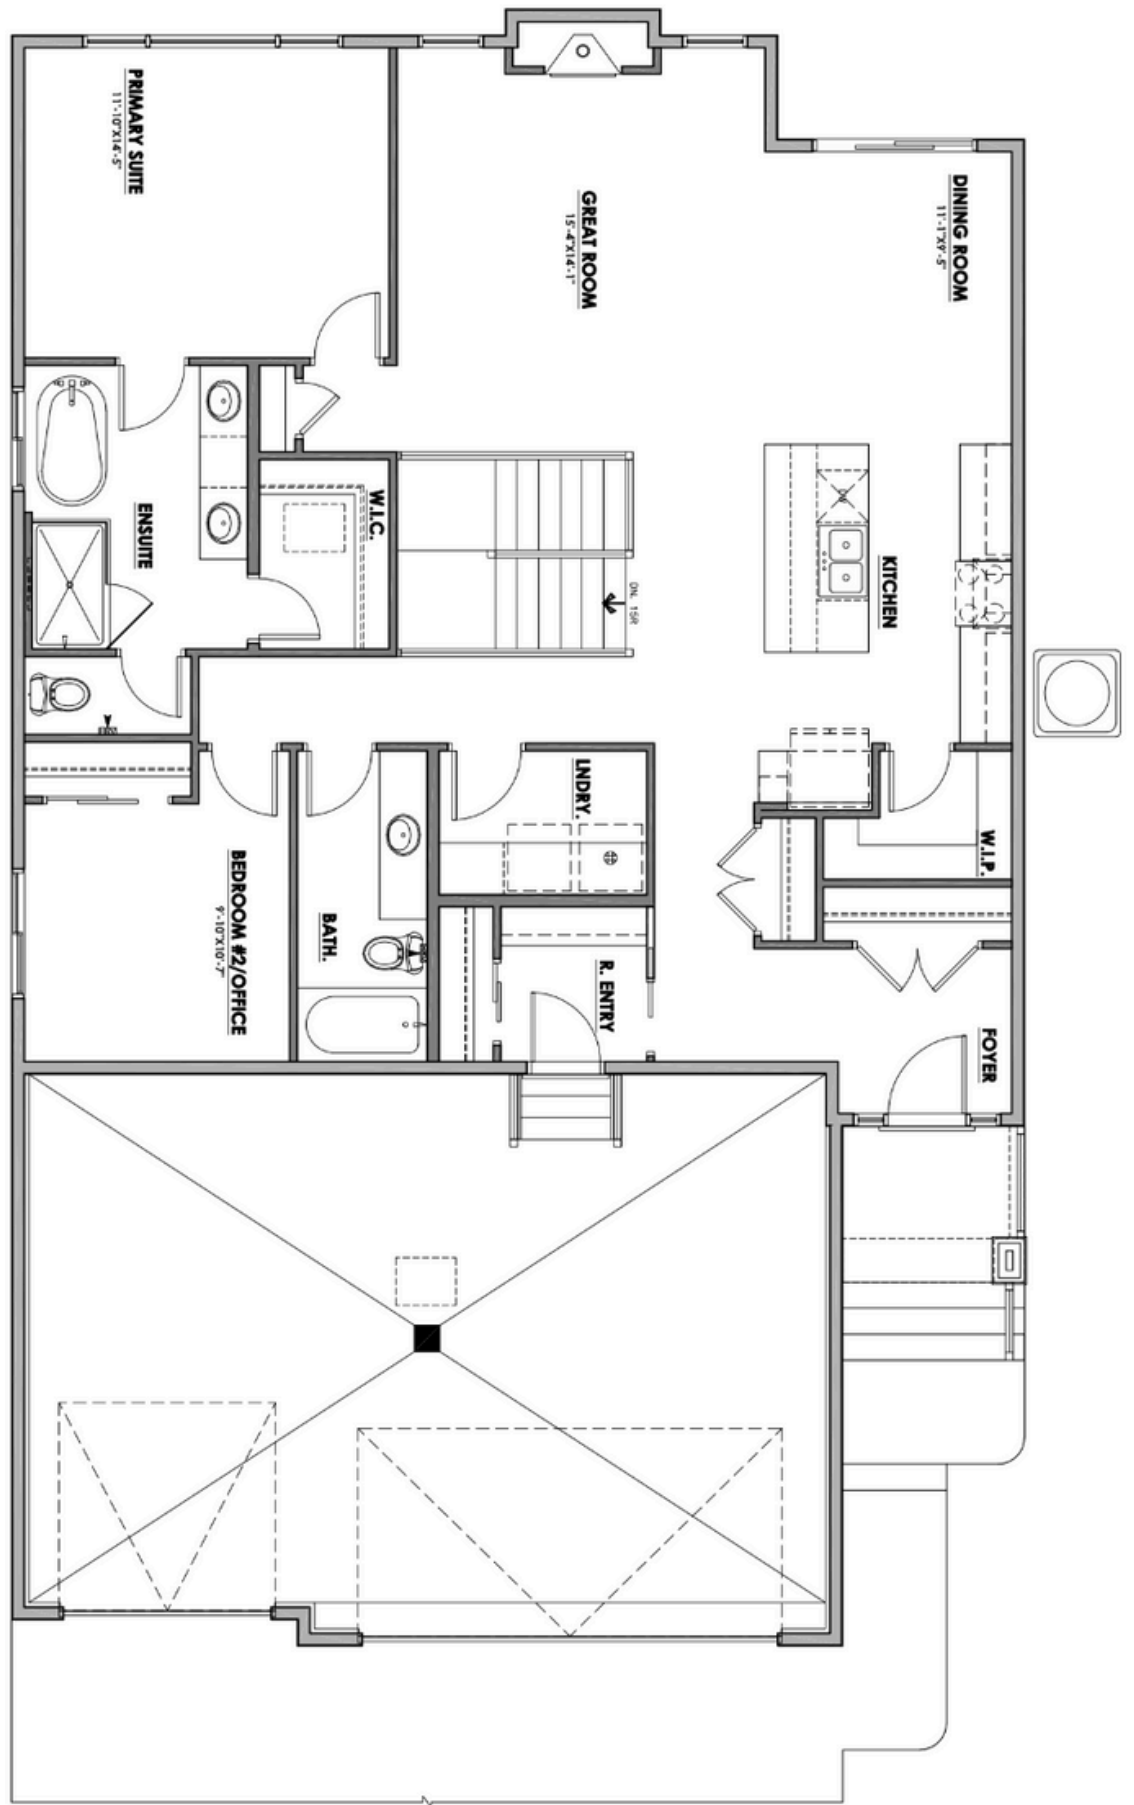 PRIMARY SUITE
11'-10"X14'-5"
GREAT ROOM
15'-4"X14'-1"
DINING ROOM
11'-1"X9'-5"
W.I.C.
ENSUITE
KITCHEN
DN. 15R
DW
LNDRY.
W.I.P.
BEDROOM #2/OFFICE
9'-10"X10'-7"
BATH.
R. ENTRY
FOYER